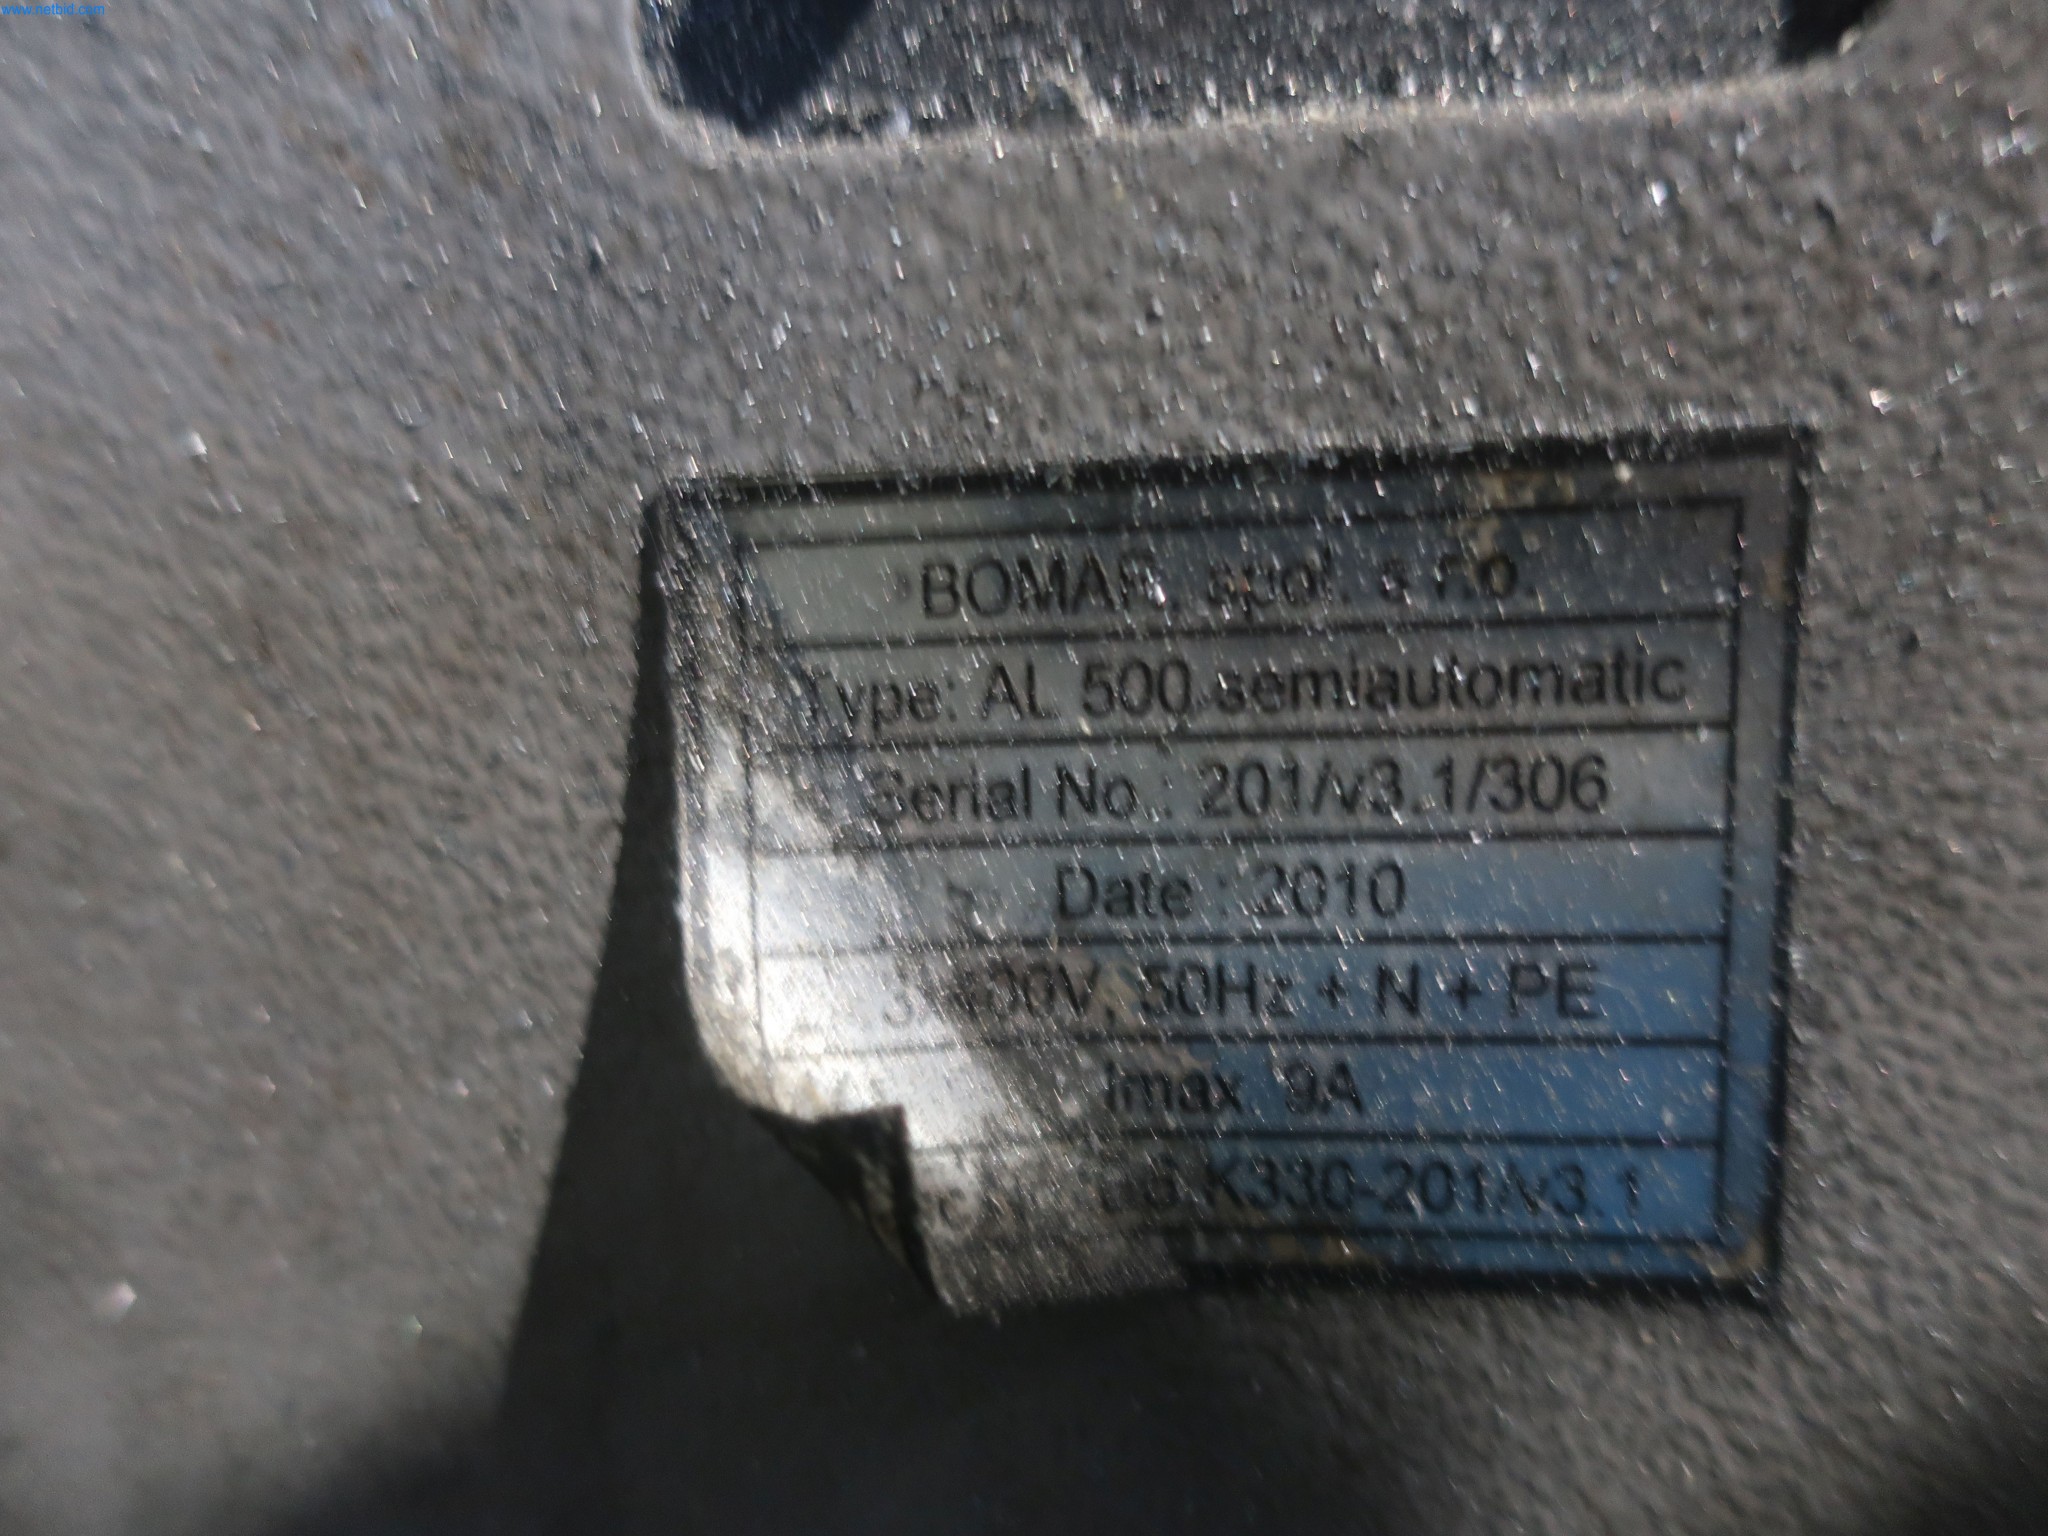 www.netbid.com
BOMAR, spol. s r.o.
Type: AL 500 semiautomatic
Serial No.: 201/v3.1/306
Date : 2010
50Hz + N + PE
Imax 9A
K330-201/v3.1